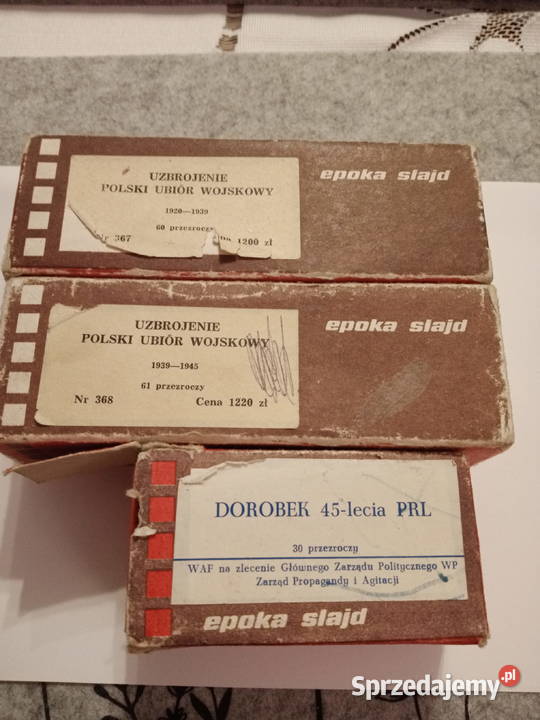 UZBROJENIE
POLSKI UBIÓR WOJSKOWY
1920—1939
60 przezroczy
Nr 367 1200 zł
epoka slajd
UZBROJENIE
POLSKI UBIÓR WOJSKOWY
1939—1945
61 przezroczy
Nr 368 Cena 1220 zł
epoka slajd
DOROBEK 45-lecia PRL
30 przezroczy
WAF na zlecenie Głównego Zarządu Politycznego WP
Zarząd Propagandy i Agitacji
epoka slajd
Sprzedajemy.pl